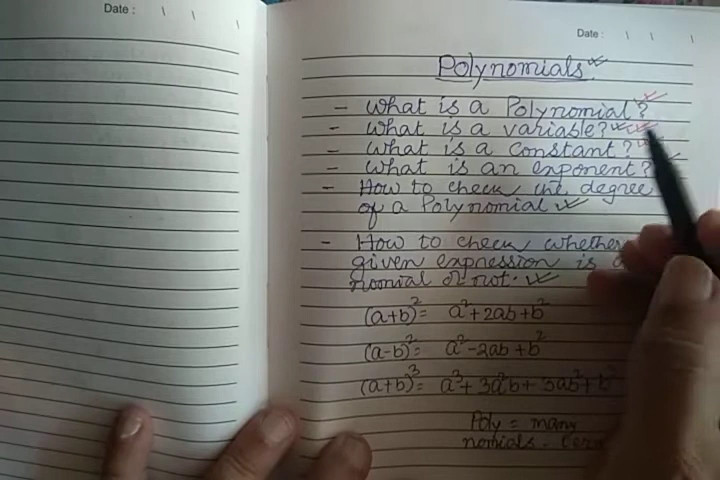 Date :
Date :
Polynomials
- What is a Polynomial?
- What is a variable?
- What is a constant?
- What is an exponent?
- How to check the degree
of a Polynomial
- How to check whether
given expression is a
nomial or not.
(a+b)² = a²+2ab+b²
(a-b)² = a²-2ab+b²
(a+b)³ = a³+3a²b+3ab²+b
Poly = many
nomials -